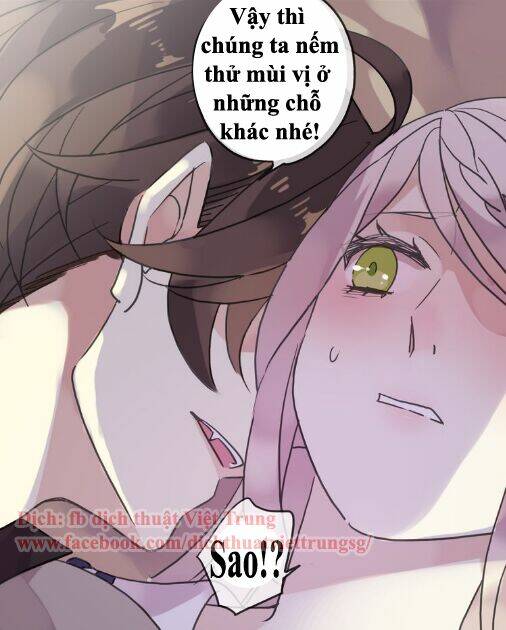 Vậy thì
chúng ta nếm
thử mùi vị ở
những chỗ
khác nhé!
Dịch: fb dịch thuật Việt Trung
www.facebook.com/dichthuatviettrungsg/
Sao!?